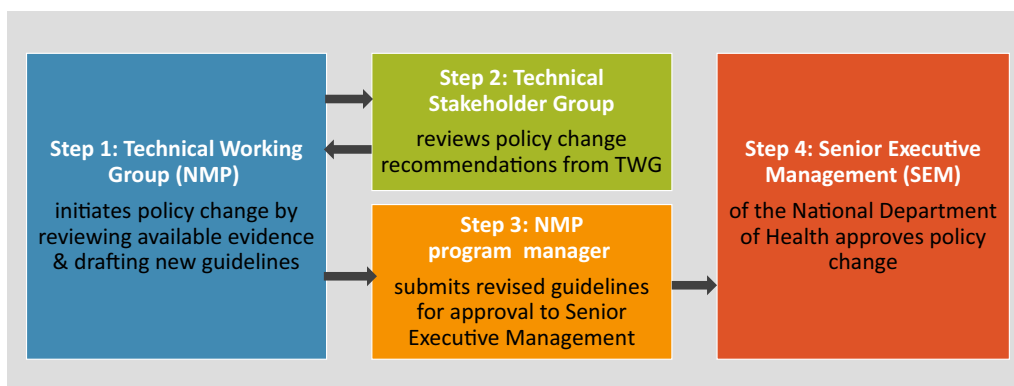 Step 1: Technical Working
Group (NMP)
initiates policy change by
reviewing available evidence
& drafting new guidelines
Step 2: Technical
Stakeholder Group
reviews policy change
recommendations from TWG
Step 3: NMP
program manager
submits revised guidelines
for approval to Senior
Executive Management
Step 4: Senior Executive
Management (SEM)
of the National Department
of Health approves policy
change